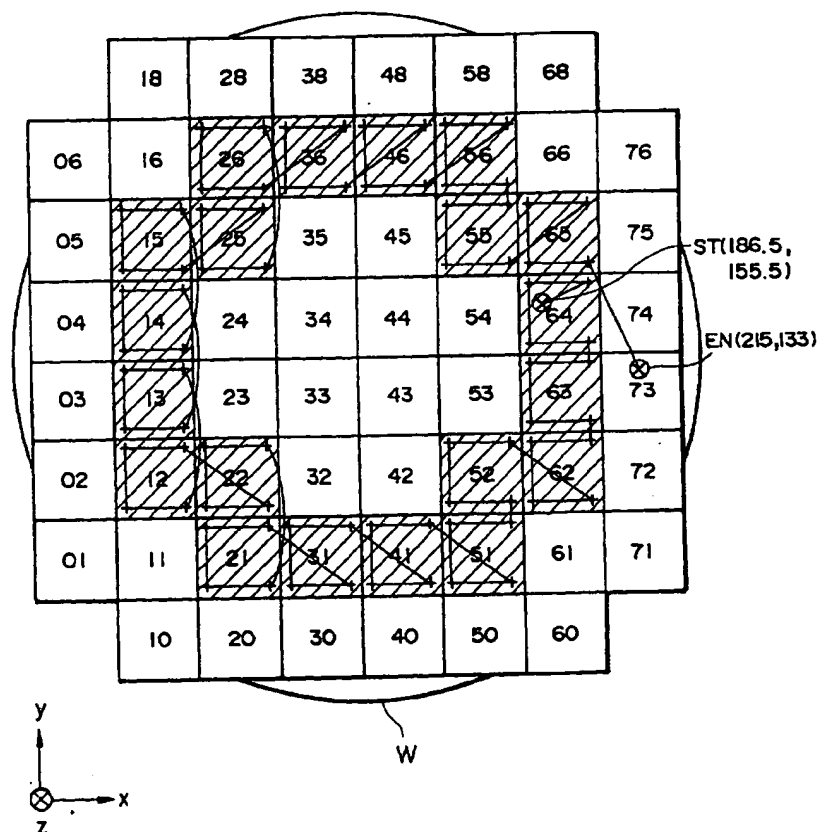 18 28 38 48 58 68
06 16 26 36 46 56 66 76
05 15 25 35 45 55 65 75
ST(186.5,
155.5)
04 14 24 34 44 54 64 74
EN(215,133)
03 13 23 33 43 53 63 73
02 12 22 32 42 52 62 72
01 11 21 31 41 51 61 71
10 20 30 40 50 60
W
y
x
z